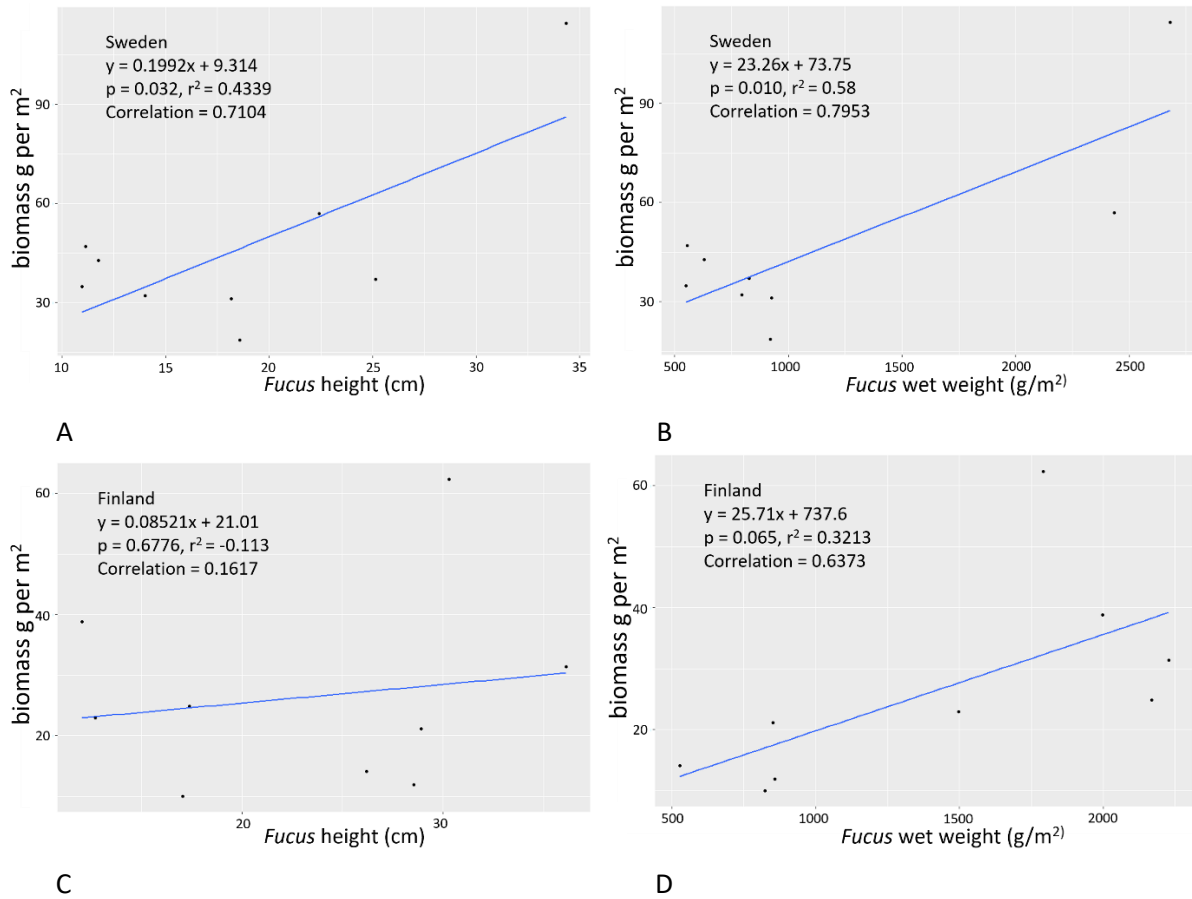 Sweden
y = 0.1992x + 9.314
p = 0.032, r² = 0.4339
Correlation = 0.7104
biomass g per m²
90
60
30
10
15
20
25
30
35
Fucus height (cm)
A
Sweden
y = 23.26x + 73.75
p = 0.010, r² = 0.58
Correlation = 0.7953
biomass g per m²
90
60
30
500
1000
1500
2000
2500
Fucus wet weight (g/m²)
B
Finland
y = 0.08521x + 21.01
p = 0.6776, r² = -0.113
Correlation = 0.1617
biomass g per m²
60
40
20
20
30
Fucus height (cm)
C
Finland
y = 25.71x + 737.6
p = 0.065, r² = 0.3213
Correlation = 0.6373
biomass g per m²
60
40
20
500
1000
1500
2000
Fucus wet weight (g/m²)
D